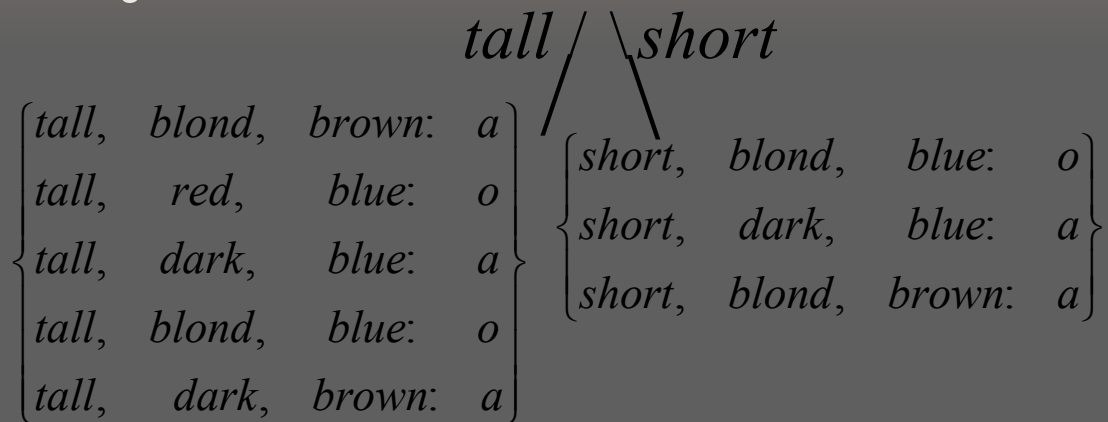 tall / \ short
tall, blond, brown: a
tall, red, blue: o
tall, dark, blue: a
tall, blond, blue: o
tall, dark, brown: a
short, blond, blue: o
short, dark, blue: a
short, blond, brown: a